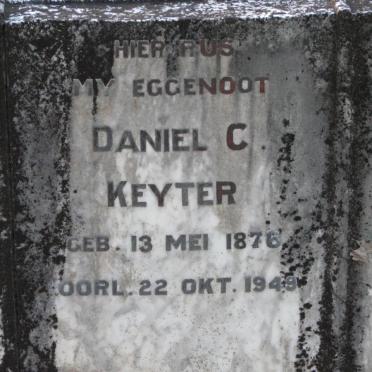 HIER RUS
MY EGGENOOT
DANIEL C.
KEYTER
GEB. 13 MEI 1876
OORL. 22 OKT. 1949